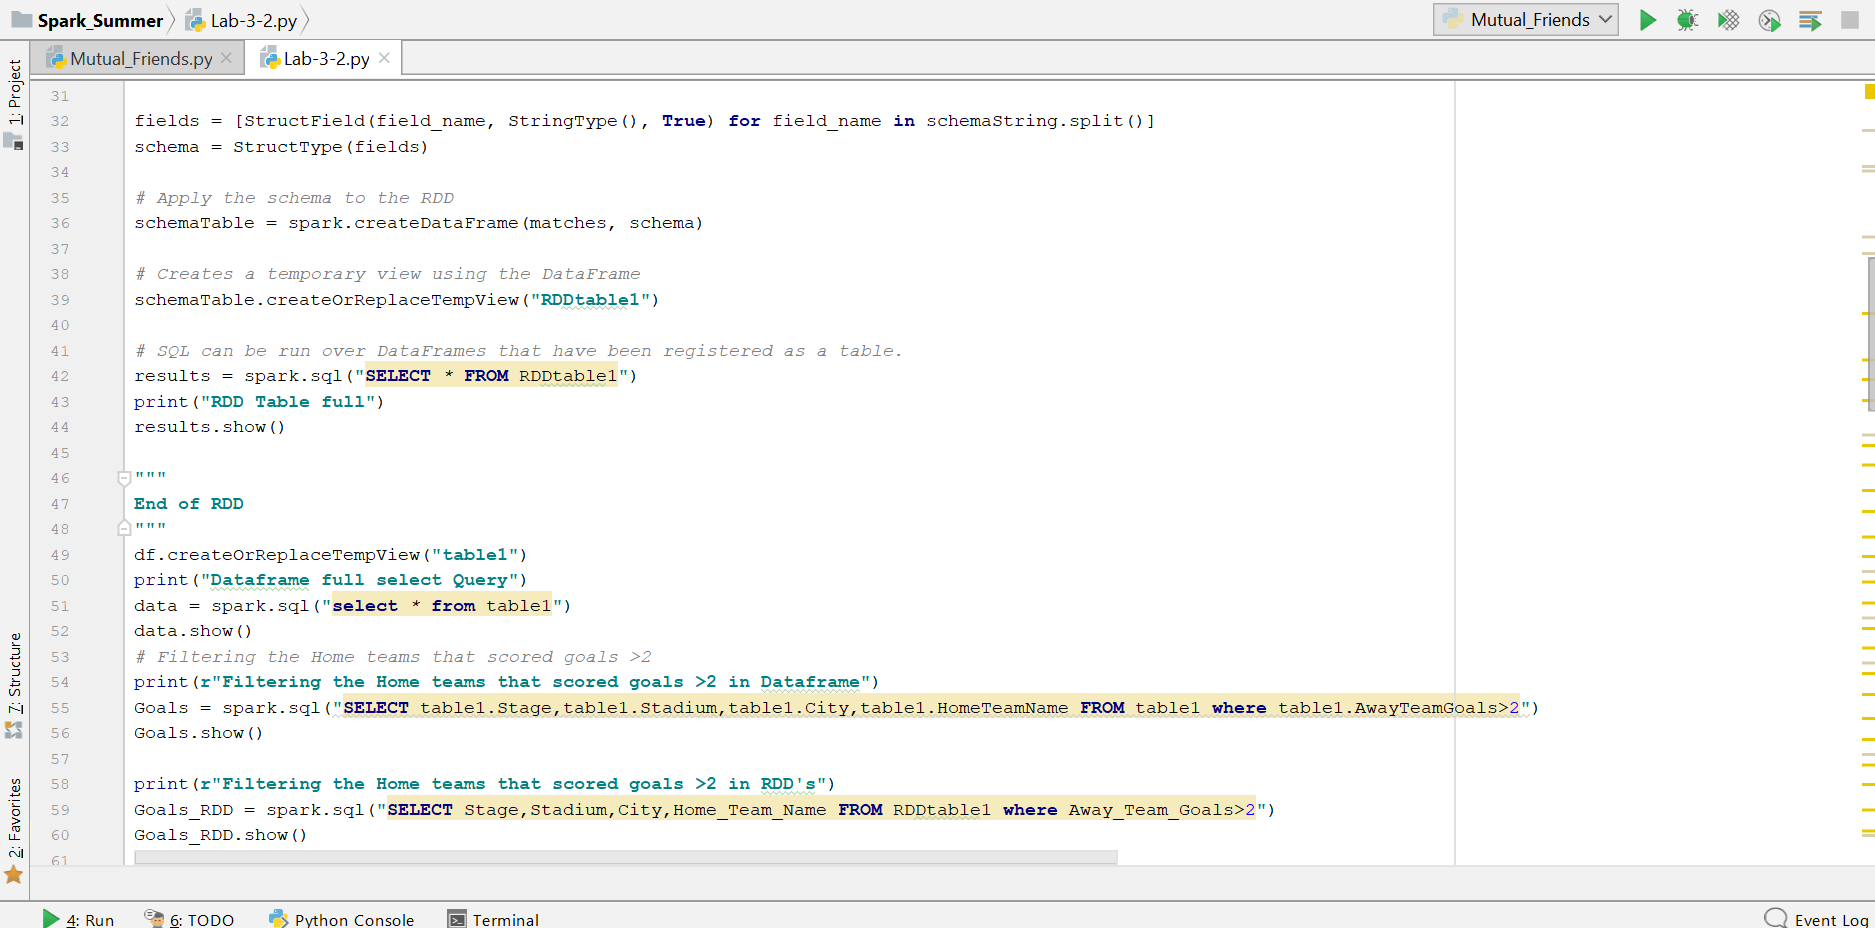 Spark_Summer Lab-3-2.py Mutual_Friends
Mutual_Friends.py Lab-3-2.py
1: Project
7: Structure
2: Favorites
31
32 fields = [StructField(field_name, StringType(), True) for field_name in schemaString.split()]
33 schema = StructType(fields)
34
35 # Apply the schema to the RDD
36 schemaTable = spark.createDataFrame(matches, schema)
37
38 # Creates a temporary view using the DataFrame
39 schemaTable.createOrReplaceTempView("RDDtable1")
40
41 # SQL can be run over DataFrames that have been registered as a table.
42 results = spark.sql("SELECT * FROM RDDtable1")
43 print("RDD Table full")
44 results.show()
45
46 """
47 End of RDD
48 """
49 df.createOrReplaceTempView("table1")
50 print("Dataframe full select Query")
51 data = spark.sql("select * from table1")
52 data.show()
53 # Filtering the Home teams that scored goals >2
54 print(r"Filtering the Home teams that scored goals >2 in Dataframe")
55 Goals = spark.sql("SELECT table1.Stage,table1.Stadium,table1.City,table1.HomeTeamName FROM table1 where table1.AwayTeamGoals>2")
56 Goals.show()
57
58 print(r"Filtering the Home teams that scored goals >2 in RDD's")
59 Goals_RDD = spark.sql("SELECT Stage,Stadium,City,Home_Team_Name FROM RDDtable1 where Away_Team_Goals>2")
60 Goals_RDD.show()
61
4: Run 6: TODO Python Console Terminal Event Log